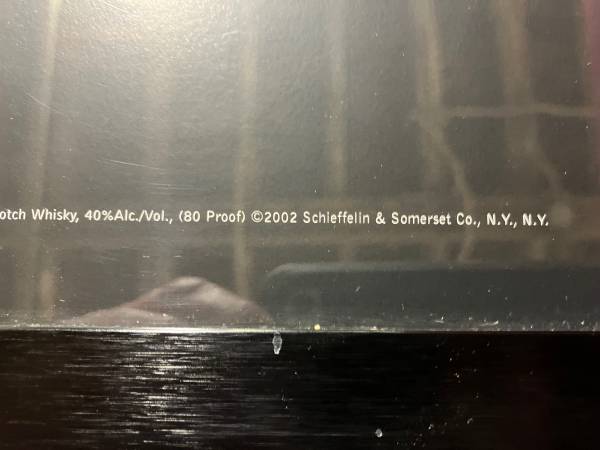 otch Whisky, 40%Alc./Vol., (80 Proof) ©2002 Schieffelin & Somerset Co., N.Y., N.Y.